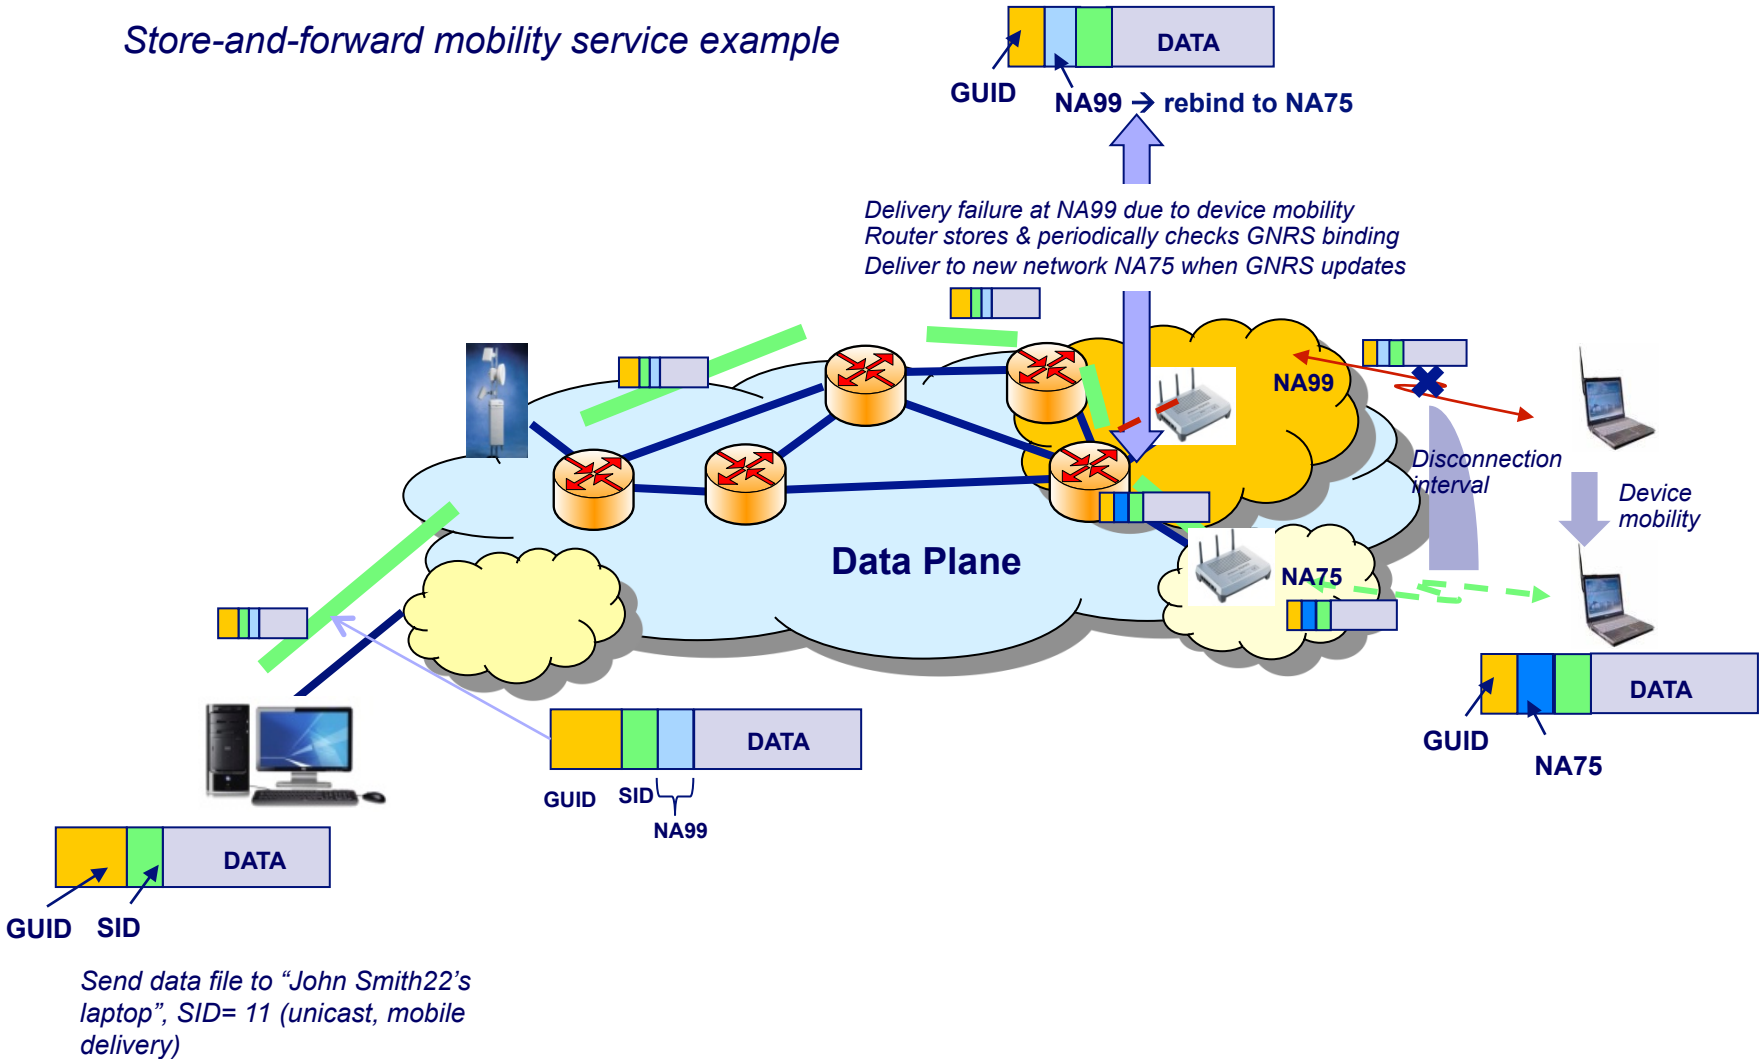 Store-and-forward mobility service example
DATA
GUID
NA99 → rebind to NA75
Delivery failure at NA99 due to device mobility
Router stores & periodically checks GNRS binding
Deliver to new network NA75 when GNRS updates
NA99
Disconnection
interval
Device
mobility
Data Plane
NA75
DATA
GUID
NA75
DATA
GUID
SID
NA99
DATA
GUID
SID
Send data file to “John Smith22’s
laptop”, SID= 11 (unicast, mobile
delivery)